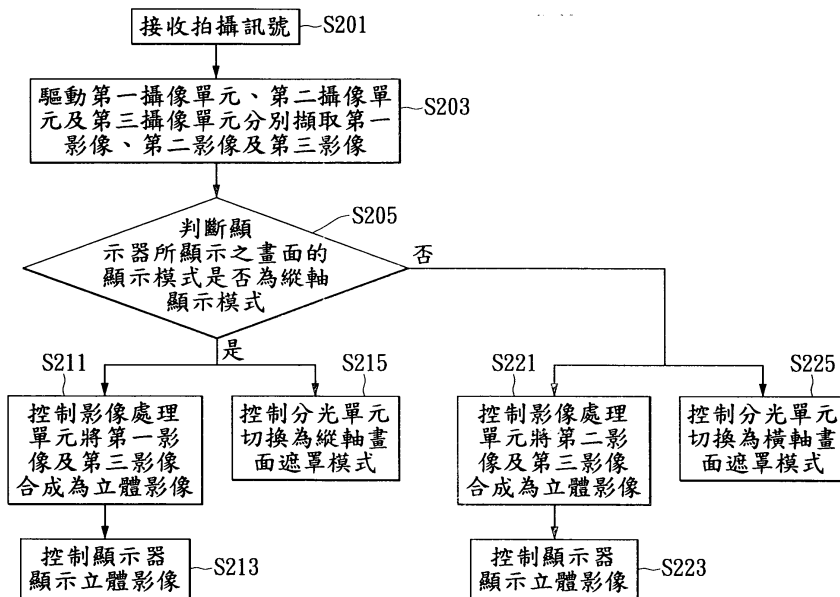 接收拍攝訊號
S201
驅動第一攝像單元、第二攝像單
元及第三攝像單元分別擷取第一
影像、第二影像及第三影像
S203
判斷顯
示器所顯示之畫面的
顯示模式是否為縱軸
顯示模式
S205
否
是
S211
控制影像處理
單元將第一影
像及第三影像
合成為立體影像
S215
控制分光單元
切換為縱軸畫
面遮罩模式
S221
控制影像處理
單元將第二影
像及第三影像
合成為立體影像
S225
控制分光單元
切換為橫軸畫
面遮罩模式
控制顯示器
顯示立體影像
S213
控制顯示器
顯示立體影像
S223